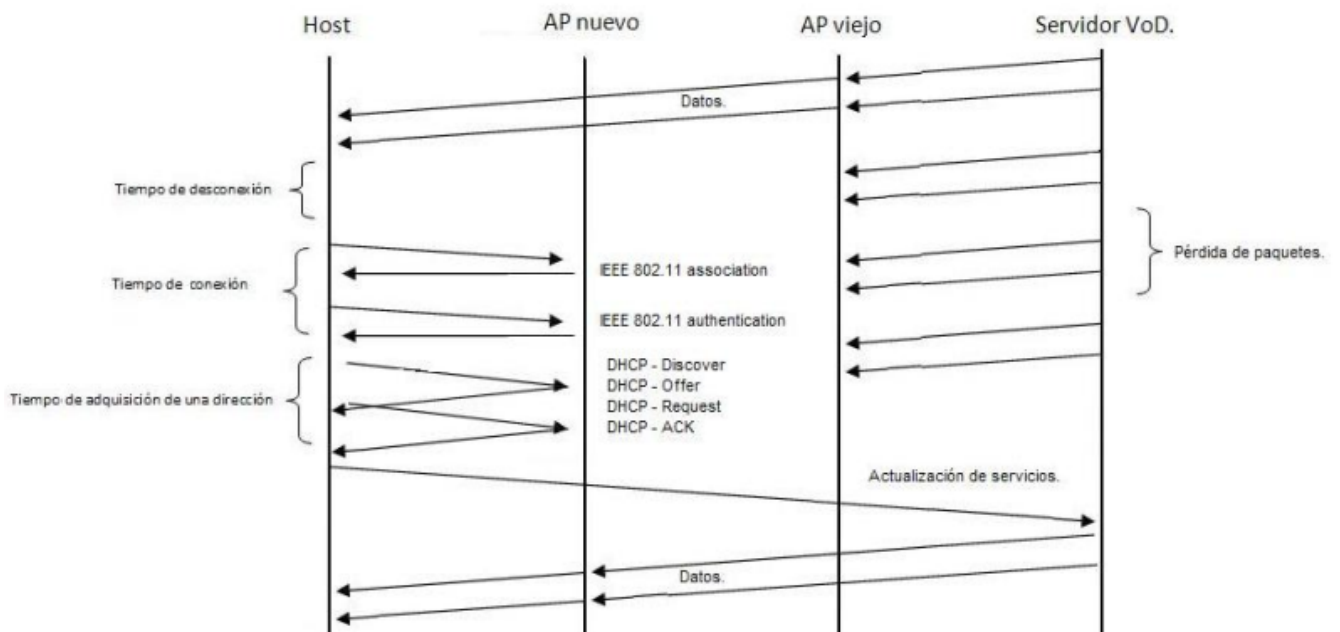 Host
AP nuevo
AP viejo
Servidor VoD.
Datos.
Tiempo de desconexión
Pérdida de paquetes.
IEEE 802.11 association
Tiempo de conexión
IEEE 802.11 authentication
DHCP - Discover
DHCP - Offer
Tiempo de adquisición de una dirección
DHCP - Request
DHCP - ACK
Actualización de servicios.
Datos.